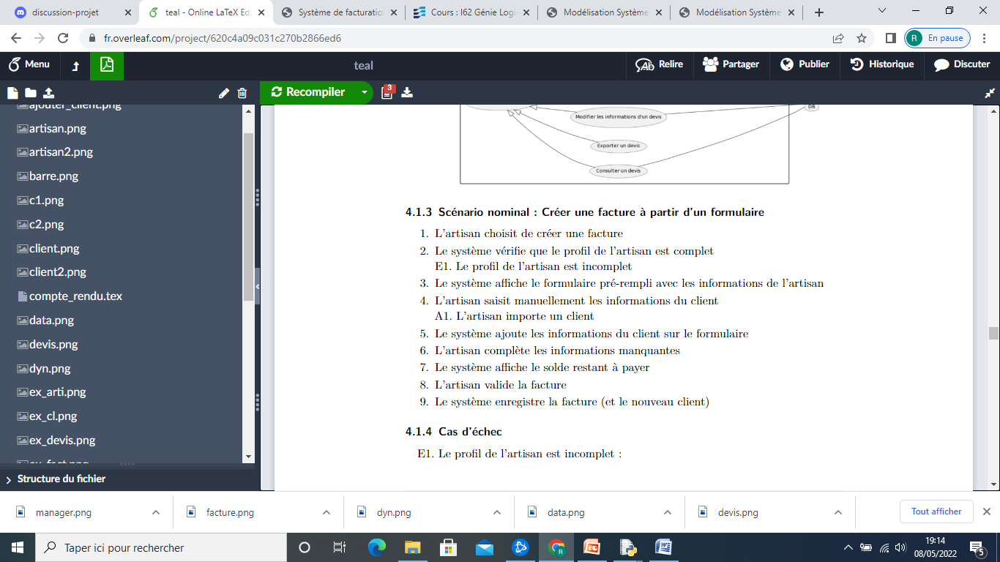 discussion-projet
teal - Online LaTeX Ed
Système de facturation
Cours : I62 Génie Logi
Modélisation Système
Modélisation Système
fr.overleaf.com/project/620c4a09c031c270b2866ed6
R
En pause
Menu
teal
Relire
Partager
Publier
Historique
Discuter
Recompiler
3
ajouter_client.png
artisan.png
artisan2.png
barre.png
c1.png
c2.png
client.png
client2.png
compte_rendu.tex
data.png
devis.png
dyn.png
ex_arti.png
ex_cl.png
ex_devis.png
ex_fact.png
Structure du fichier
Modifier les informations d'un devis
DB
Exporter un devis
Consulter un devis
4.1.3 Scénario nominal : Créer une facture à partir d'un formulaire
1. L'artisan choisit de créer une facture
2. Le système vérifie que le profil de l'artisan est complet
E1. Le profil de l'artisan est incomplet
3. Le système affiche le formulaire pré-rempli avec les informations de l'artisan
4. L'artisan saisit manuellement les informations du client
A1. L'artisan importe un client
5. Le système ajoute les informations du client sur le formulaire
6. L'artisan complète les informations manquantes
7. Le système affiche le solde restant à payer
8. L'artisan valide la facture
9. Le système enregistre la facture (et le nouveau client)
4.1.4 Cas d'échec
E1. Le profil de l'artisan est incomplet :
manager.png
facture.png
dyn.png
data.png
devis.png
Tout afficher
Taper ici pour rechercher
19:14
08/05/2022
5